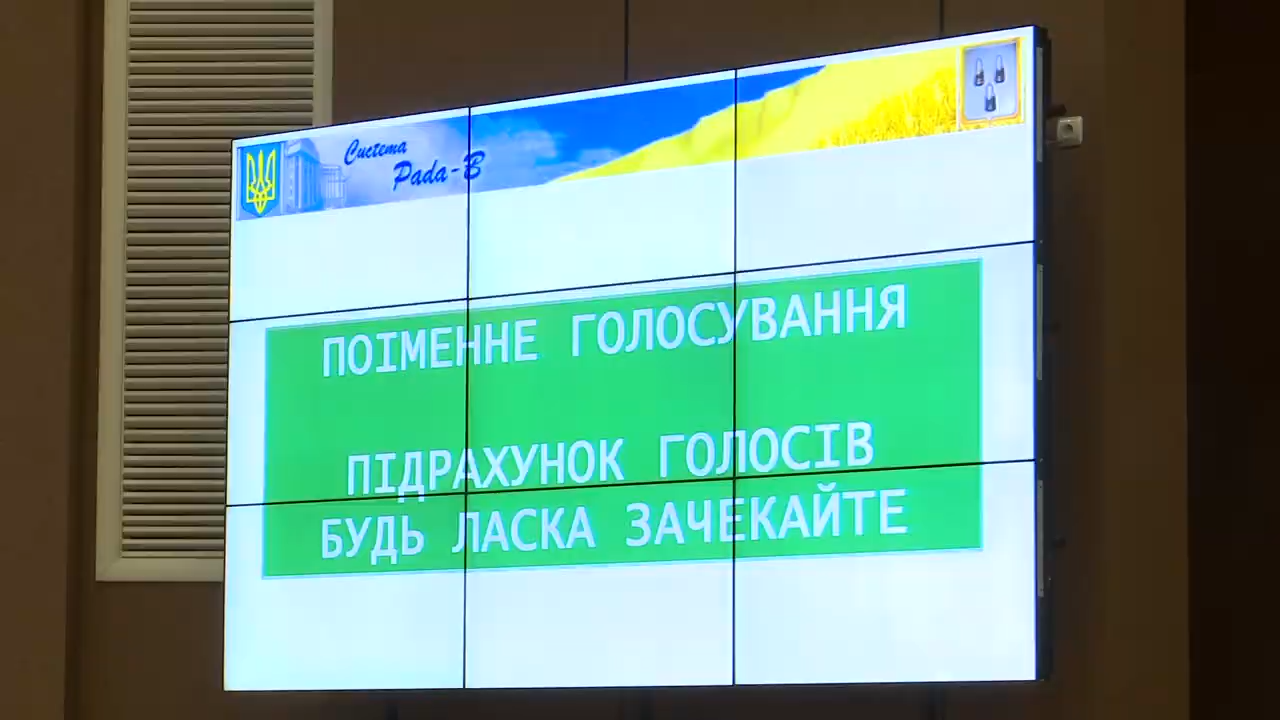 Система
Рада-В
ПОІМЕННЕ ГОЛОСУВАННЯ
ПІДРАХУНОК ГОЛОСІВ
БУДЬ ЛАСКА ЗАЧЕКАЙТЕ